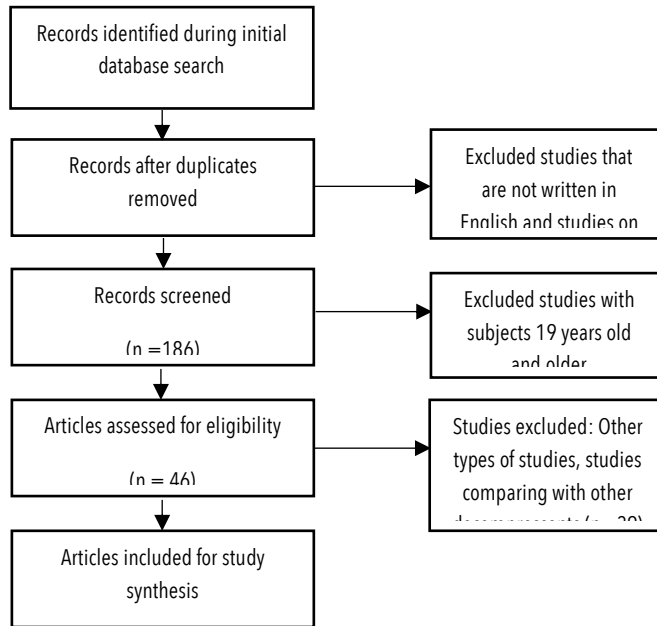 Records identified during initial
database search
Records after duplicates
removed
Excluded studies that
are not written in
English and studies on
Records screened
(n =186)
Excluded studies with
subjects 19 years old
and older
Articles assessed for eligibility
(n = 46)
Studies excluded: Other
types of studies, studies
comparing with other
Articles included for study
synthesis